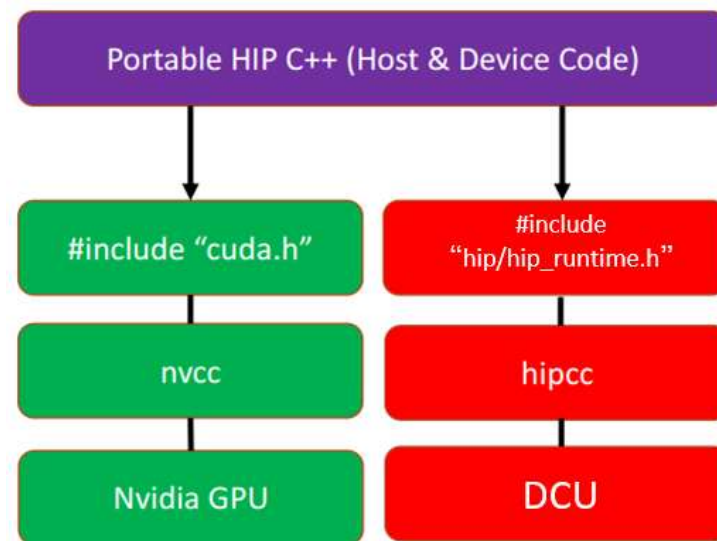 Portable HIP C++ (Host & Device Code)
#include “cuda.h”
#include
“hip/hip_runtime.h”
nvcc
hipcc
Nvidia GPU
DCU